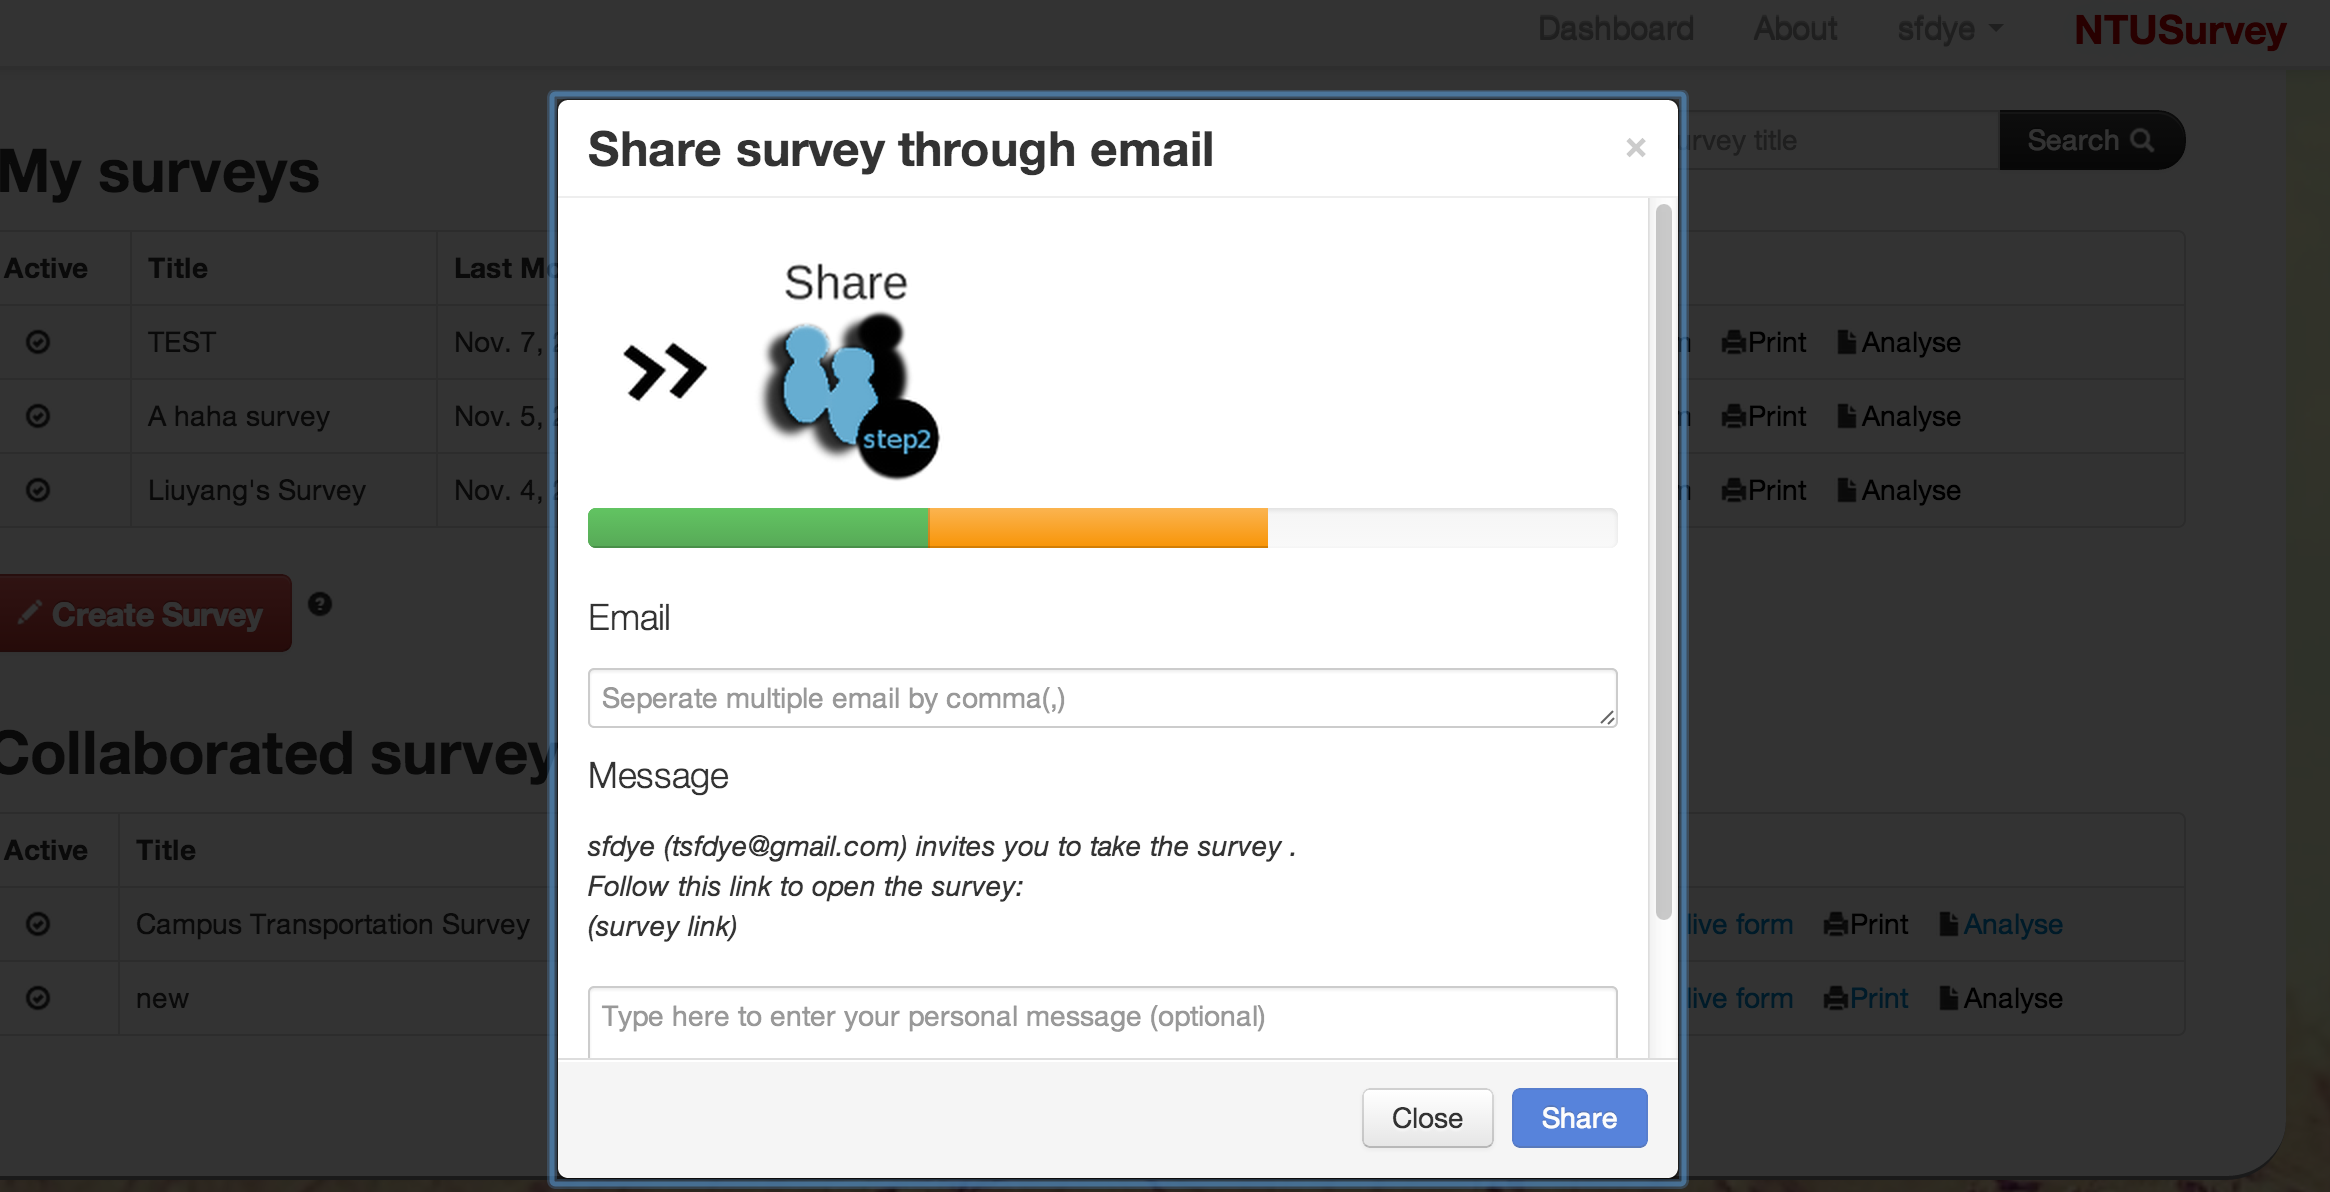 Dashboard About sfdye NTUSurvey
My surveys
urvey title Search
Active Title Last Mo
TEST Nov. 7, Print Analyse
A haha survey Nov. 5, Print Analyse
Liuyang's Survey Nov. 4, Print Analyse
Create Survey ?
Collaborated survey
Active Title
Campus Transportation Survey live form Print Analyse
new live form Print Analyse
Share survey through email ×
Share
step2
Email
Seperate multiple email by comma(,)
Message
sfdye (tsfdye@gmail.com) invites you to take the survey .
Follow this link to open the survey:
(survey link)
Type here to enter your personal message (optional)
Close Share